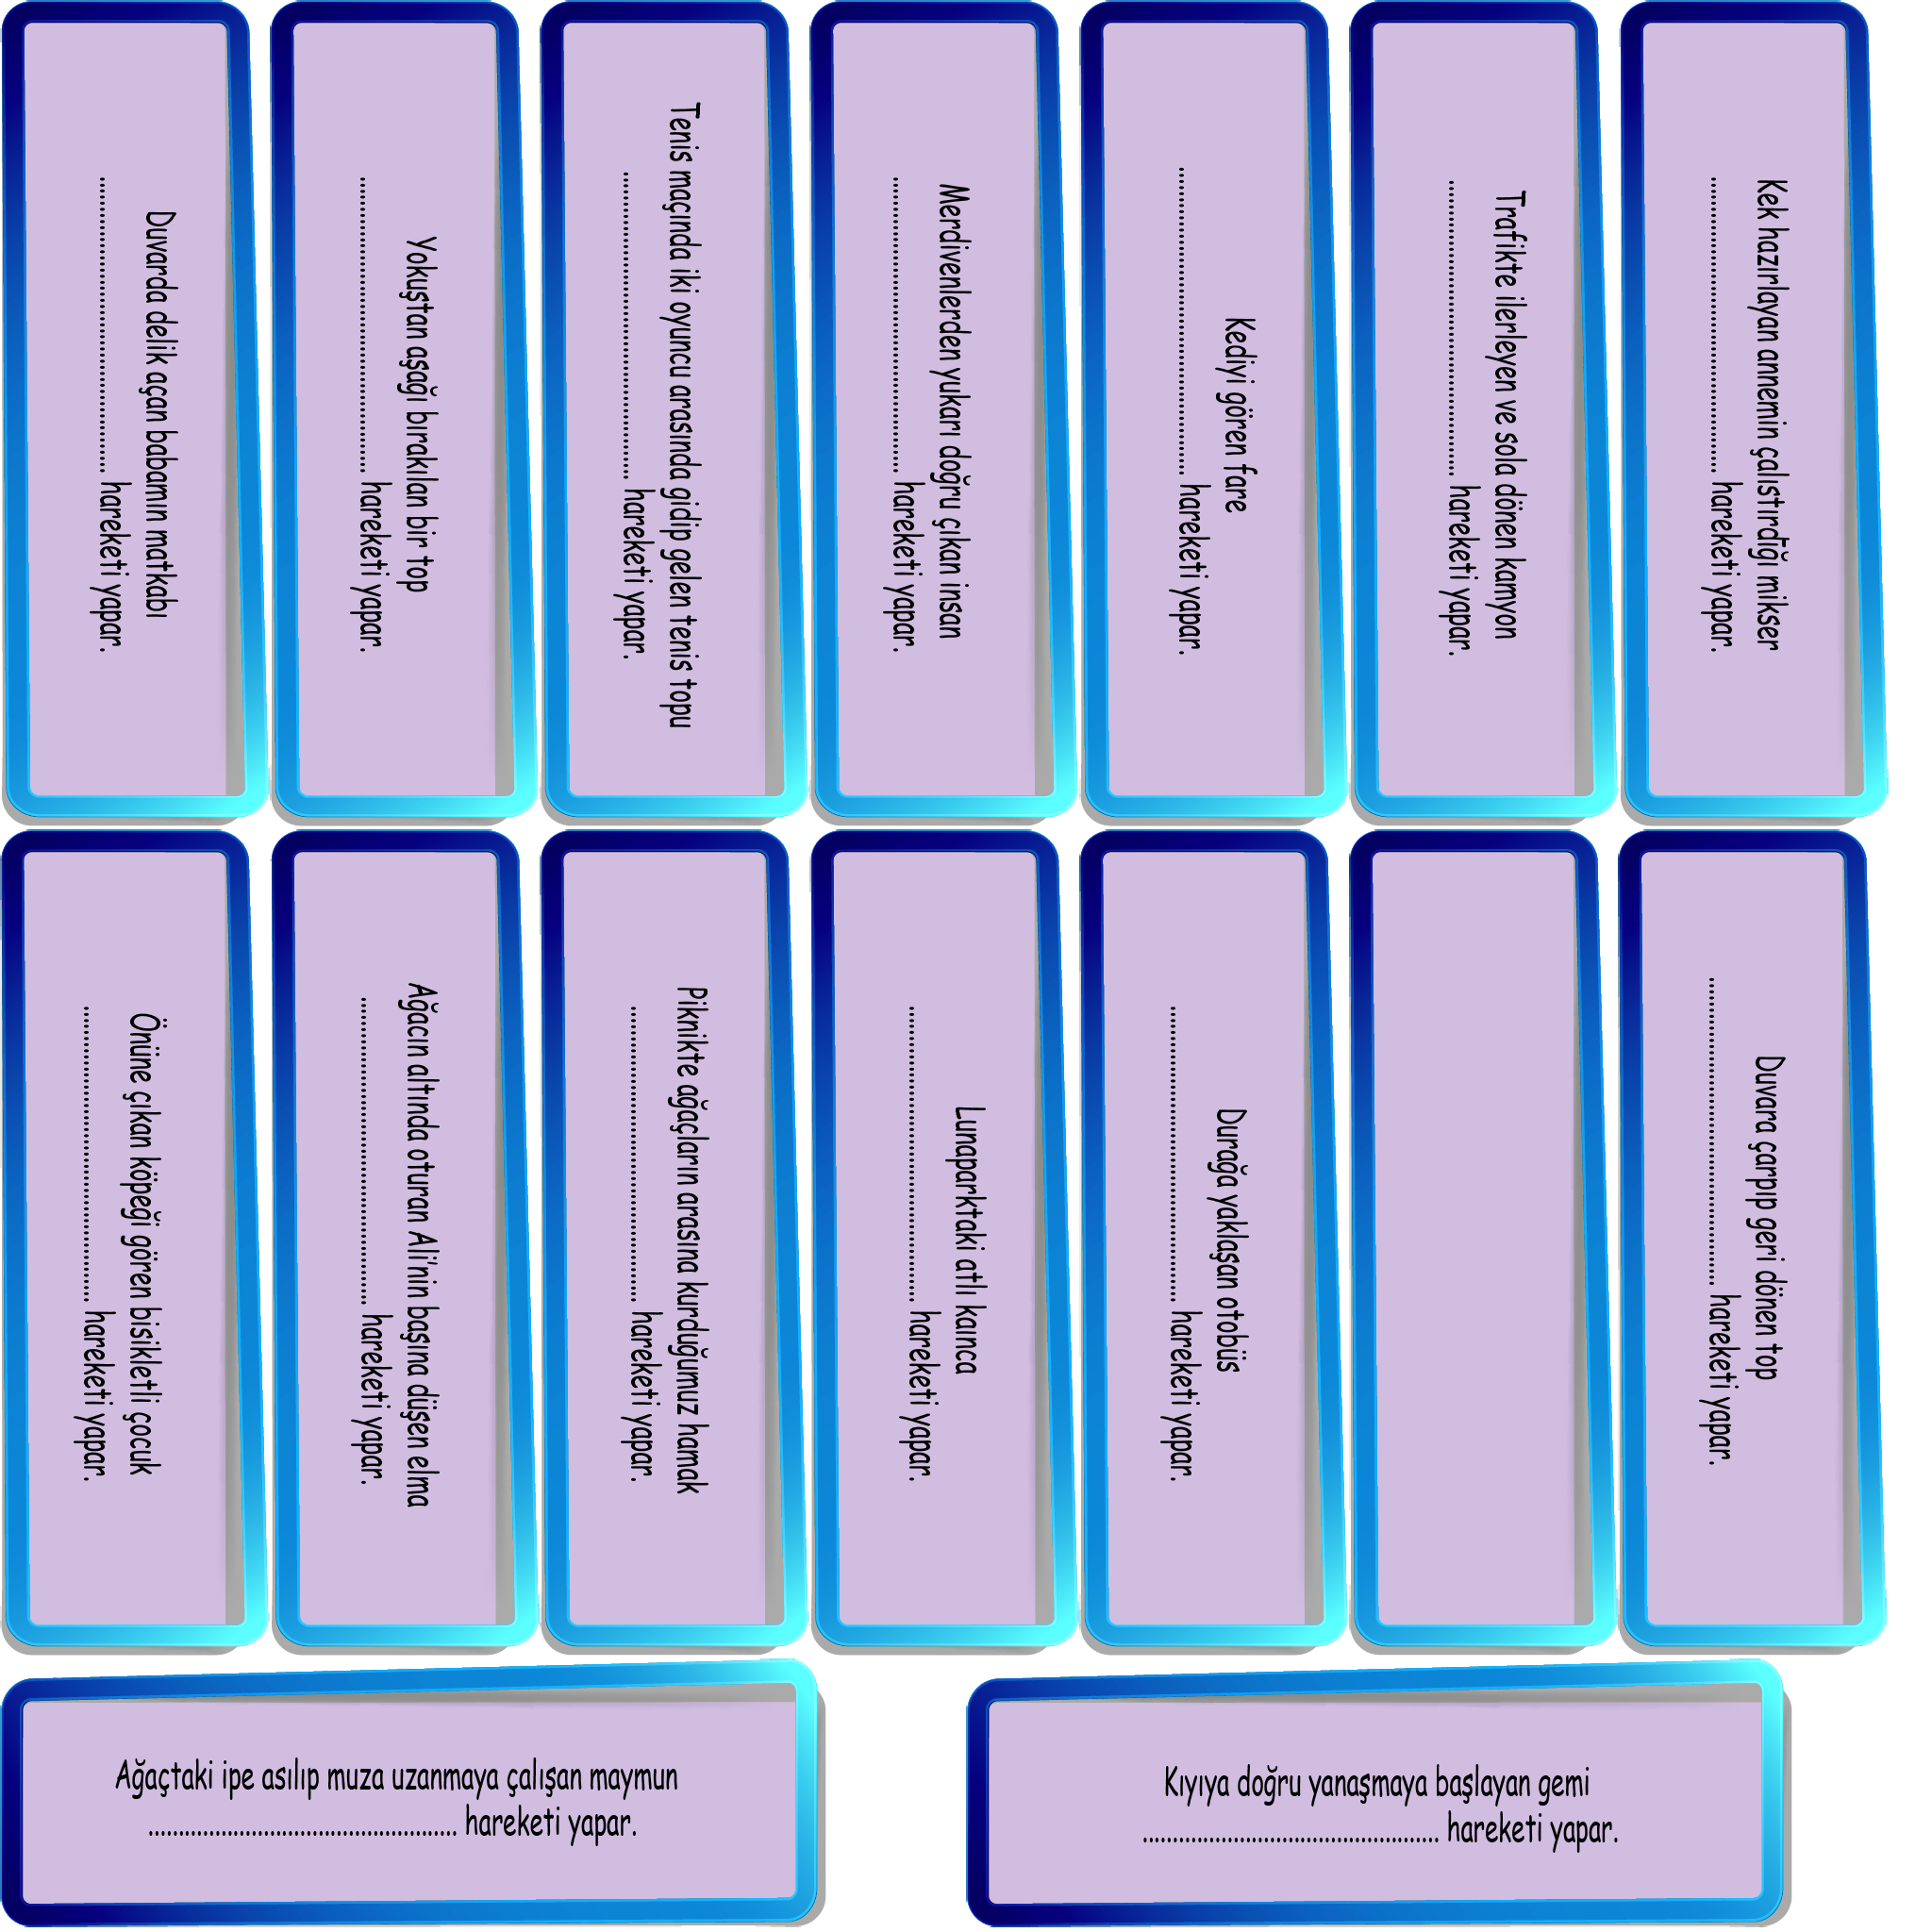 Duvarda delik açan babamın matkabı
................................................. hareketi yapar.
Yokuştan aşağı bırakılan bir top
................................................. hareketi yapar.
Tenis maçında iki oyuncu arasında gidip gelen tenis topu
................................................... hareketi yapar.
Merdivenlerden yukarı doğru çıkan insan
................................................. hareketi yapar.
Kediyi gören fare
................................................... hareketi yapar.
Trafikte ilerleyen ve sola dönen kamyon
................................................. hareketi yapar.
Kek hazırlayan annemin çalıstırdīğı mikser
................................................. hareketi yapar.
Önüne çıkan köpeği gören bisikletli çocuk
................................................. hareketi yapar.
Ağacın altında oturan Ali'nin başına düşen elma
................................................... hareketi yapar.
Piknikte ağaçların arasına kurduğumuz hamak
................................................. hareketi yapar.
Lunaparktaki atlı kaınca
................................................. hareketi yapar.
Durağa yaklaşan otobüs
................................................. hareketi yapar.
Duvara çarpıp geri dönen top
................................................... hareketi yapar.
Ağaçtaki ipe asılıp muza uzanmaya çalışan maymun
................................................... hareketi yapar.
Kıyıya doğru yanaşmaya başlayan gemi
................................................. hareketi yapar.